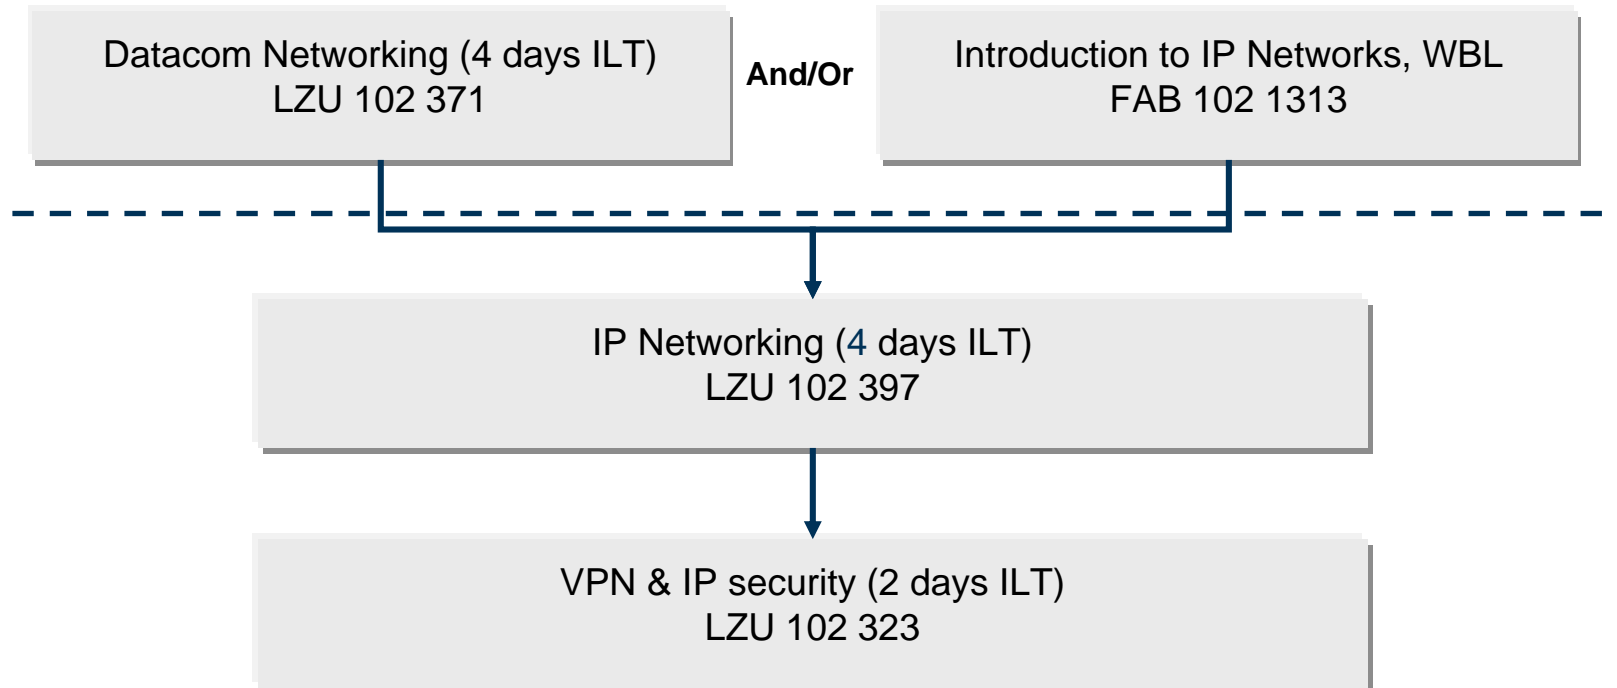 Datacom Networking (4 days ILT)
LZU 102 371
And/Or
Introduction to IP Networks, WBL
FAB 102 1313
IP Networking (4 days ILT)
LZU 102 397
VPN & IP security (2 days ILT)
LZU 102 323